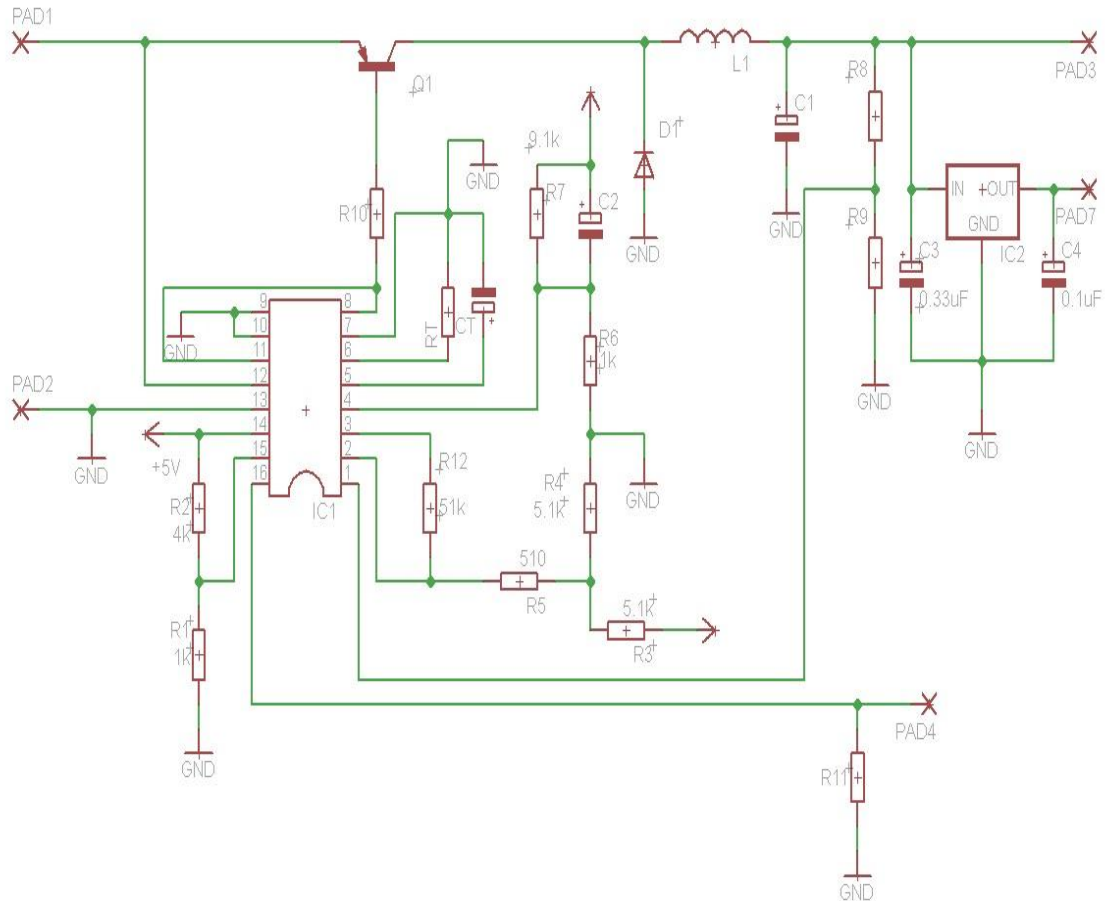 PAD1
Q1
L1
PAD3
C1
R8
D1
9.1k
R7
C2
GND
R10
GND
GND
R9
IN
OUT
GND
IC2
PAD7
C3
0.33uF
C4
0.1uF
GND
9
8
10
7
11
6
12
5
13
4
14
3
15
2
16
1
RT
CT
R6
1k
PAD2
GND
GND
GND
+5V
R12
51k
IC1
R4
5.1k
GND
R2
4k
510
R5
5.1k
R3
R1
1k
PAD4
GND
R11
GND